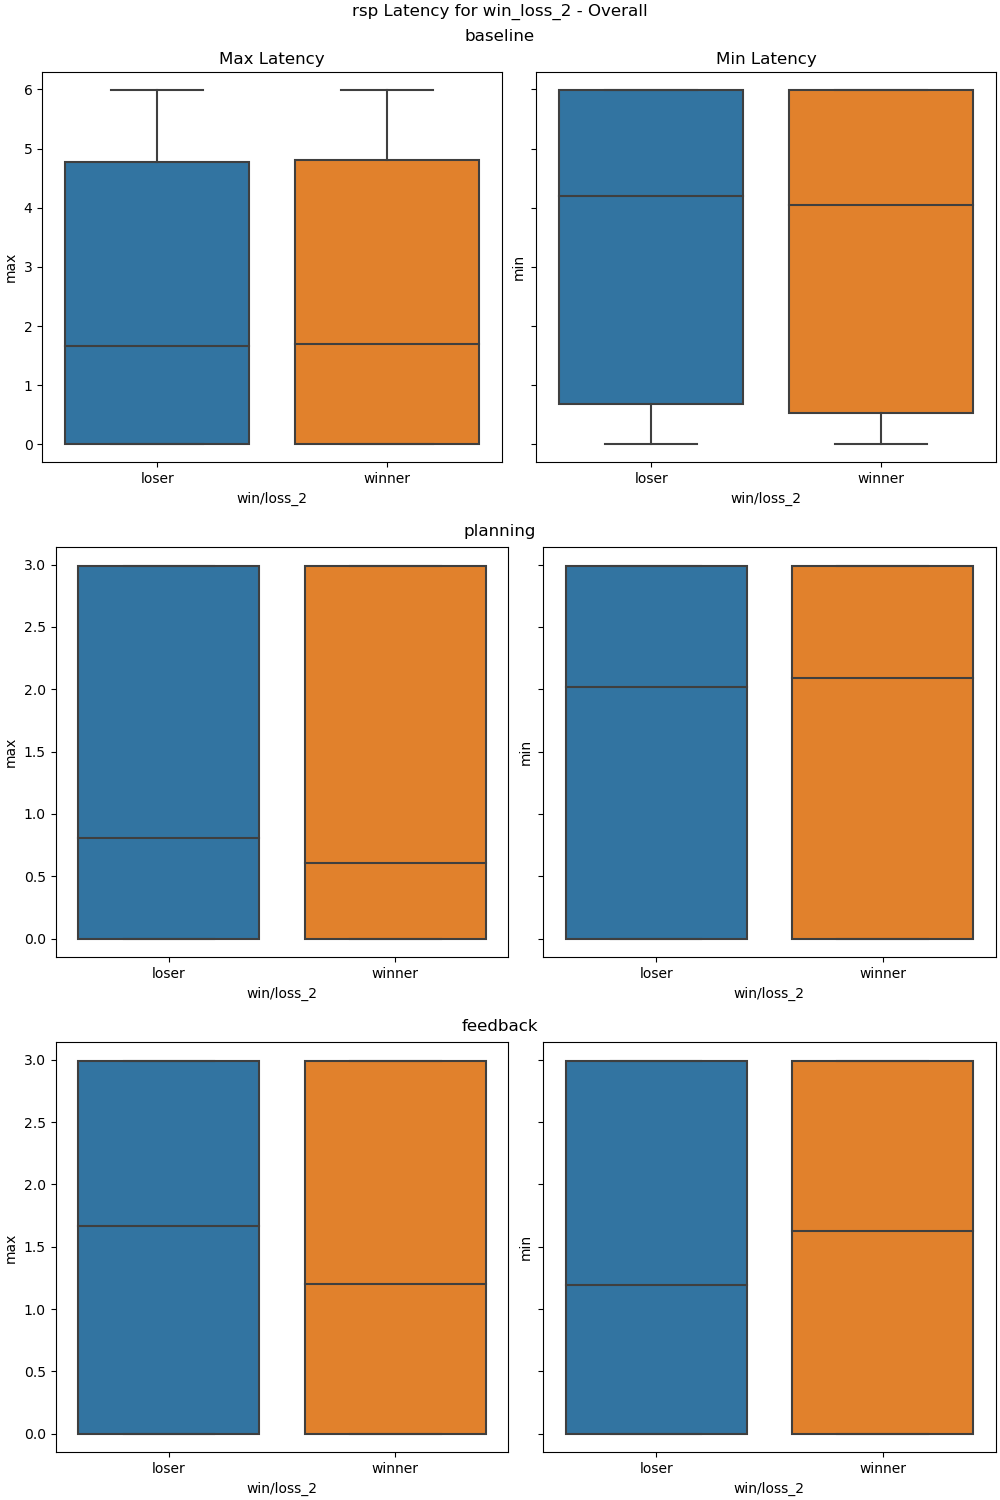 rsp Latency for win_loss_2 - Overall
baseline
Max Latency
6
5
4
3
2
1
0
max
loser
winner
win/loss_2
Min Latency
min
loser
winner
win/loss_2
planning
3.0
2.5
2.0
1.5
1.0
0.5
0.0
max
loser
winner
win/loss_2
min
loser
winner
win/loss_2
feedback
3.0
2.5
2.0
1.5
1.0
0.5
0.0
max
loser
winner
win/loss_2
min
loser
winner
win/loss_2